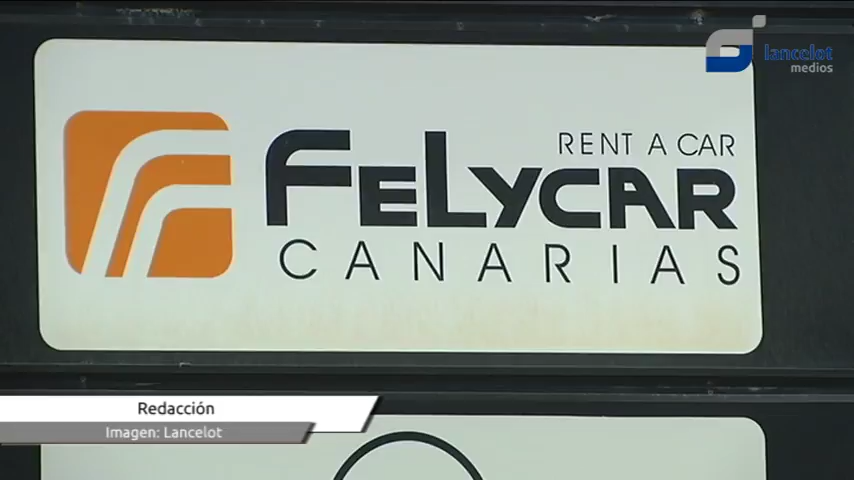 lancelot
medios
RENT A CAR
FELYCAR
CANARIAS
Redacción
Imagen: Lancelot